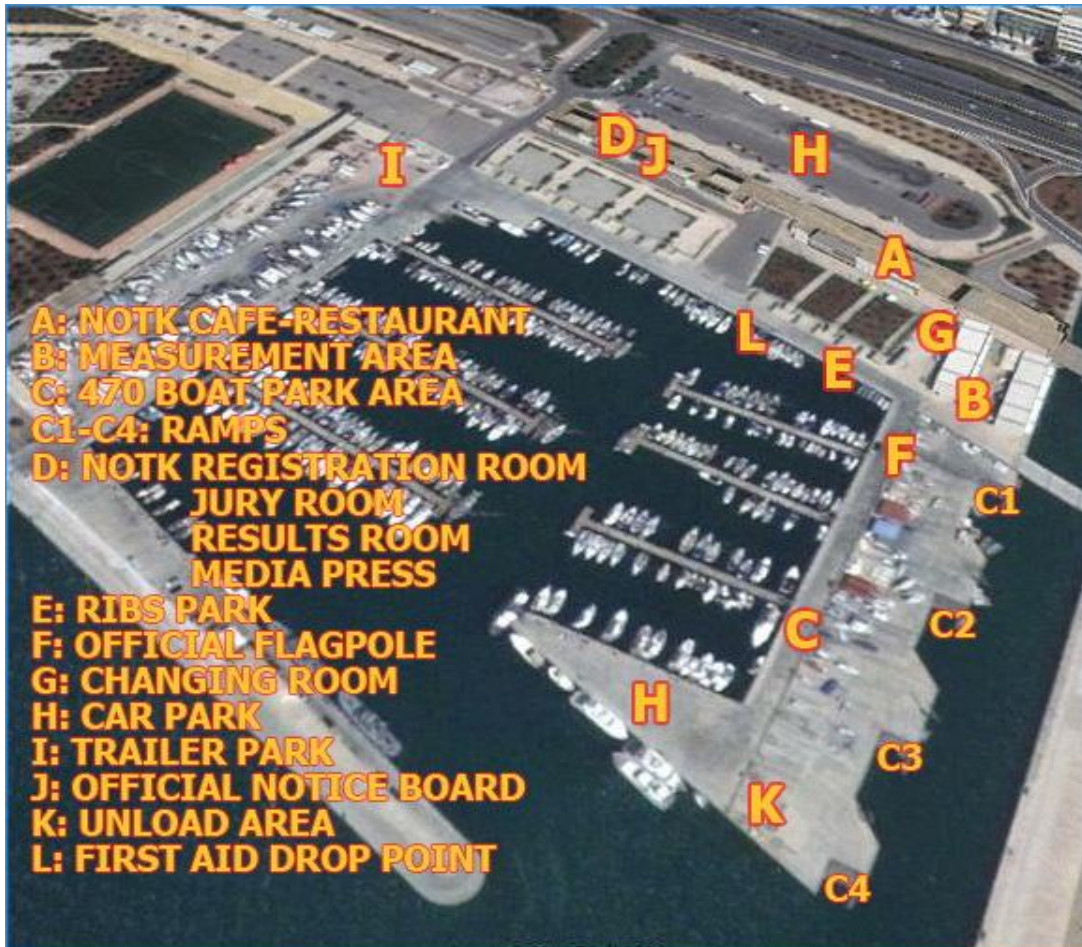 D
J
H
I
A
L
G
E
B
F
C1
C2
C
H
C3
K
C4
A: NOTK CAFE-RESTAURANT
B: MEASUREMENT AREA
C: 470 BOAT PARK AREA
C1-C4: RAMPS
D: NOTK REGISTRATION ROOM
JURY ROOM
RESULTS ROOM
MEDIA PRESS
E: RIBS PARK
F: OFFICIAL FLAGPOLE
G: CHANGING ROOM
H: CAR PARK
I: TRAILER PARK
J: OFFICIAL NOTICE BOARD
K: UNLOAD AREA
L: FIRST AID DROP POINT